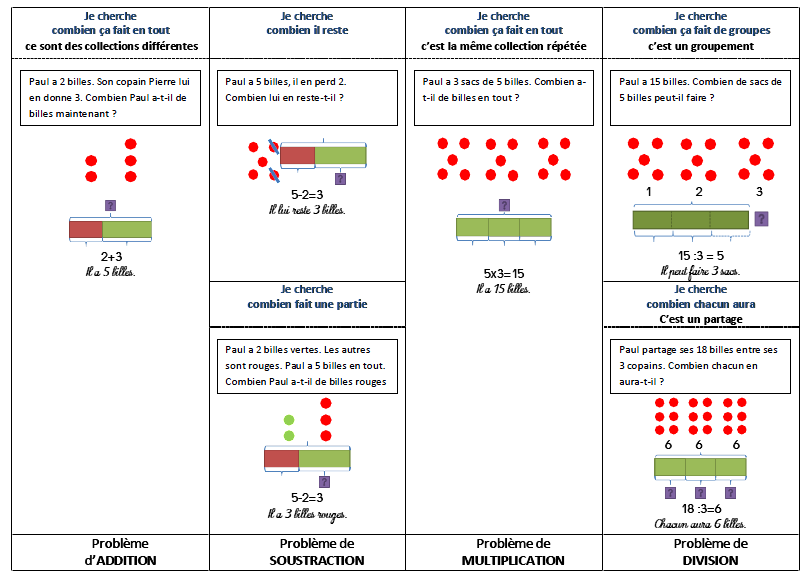 Je cherche
combien ça fait en tout
ce sont des collections différentes
Paul a 2 billes. Son copain Pierre lui
en donne 3. Combien Paul a-t-il de
billes maintenant ?
?
2+3
Il a 5 billes.
Problème
d'ADDITION
Je cherche
combien il reste
Paul a 5 billes, il en perd 2.
Combien lui en reste-t-il ?
?
5-2=3
Il lui reste 3 billes.
Je cherche
combien fait une partie
Paul a 2 billes vertes. Les autres
sont rouges. Paul a 5 billes en tout.
Combien Paul a-t-il de billes rouges
?
5-2=3
Il a 3 billes rouges.
Problème de
SOUSTRACTION
Je cherche
combien ça fait en tout
c'est la même collection répétée
Paul a 3 sacs de 5 billes. Combien a-
t-il de billes en tout ?
?
5x3=15
Il a 15 billes.
Problème de
MULTIPLICATION
Je cherche
combien ça fait de groupes
c'est un groupement
Paul a 15 billes. Combien de sacs de
5 billes peut-il faire ?
1 2 3
?
15 :3 = 5
Il peut faire 3 sacs.
Je cherche
combien chacun aura
C'est un partage
Paul partage ses 18 billes entre ses
3 copains. Combien chacun en
aura-t-il ?
6 6 6
? ? ?
18 :3=6
Chacun aura 6 billes.
Problème de
DIVISION